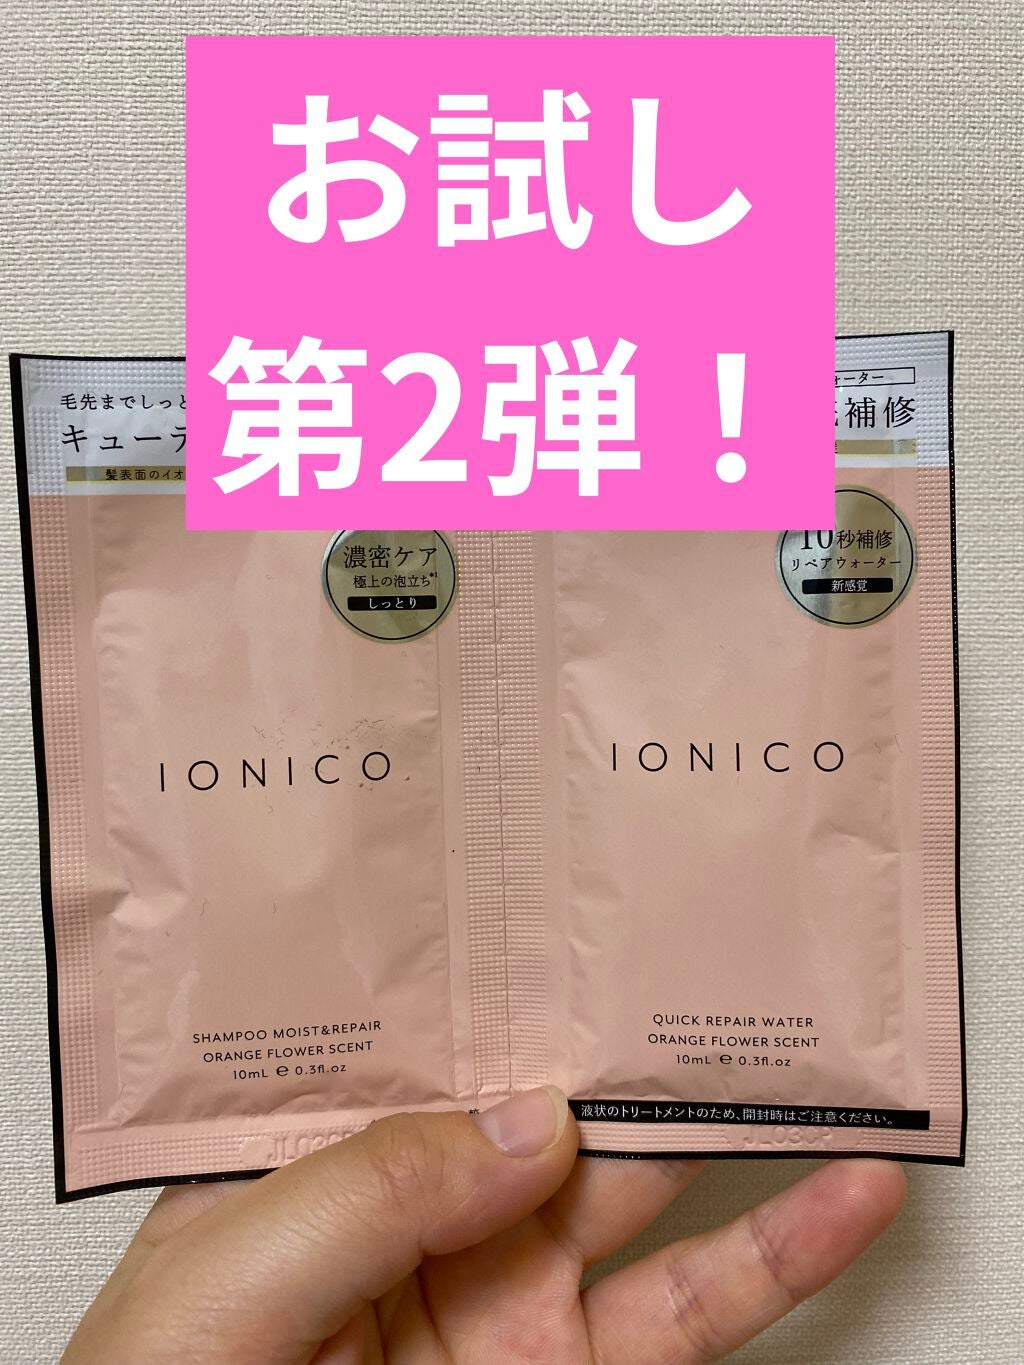 お試し
第2弾！
毛先までしっと
キューテ
髪表面のイオ
濃密ケア
極上の泡立ち*1
しっとり
IONICO
SHAMPOO MOIST&REPAIR
ORANGE FLOWER SCENT
10mL ℮ 0.3fl.oz
ォーター
補修
10秒補修
リペアウォーター
新感覚
IONICO
QUICK REPAIR WATER
ORANGE FLOWER SCENT
10mL ℮ 0.3fl.oz
液状のトリートメントのため、開封時はご注意ください。